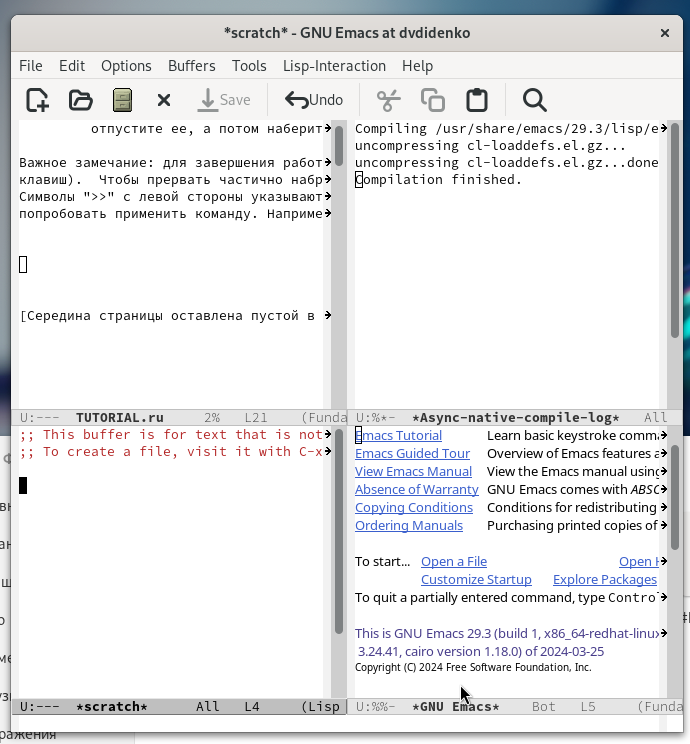 *scratch* - GNU Emacs at dvdidenko
File Edit Options Buffers Tools Lisp-Interaction Help
Save Undo
отпустите ее, а потом наберит
Важное замечание: для завершения работ
клавиш). Чтобы прервать частично набр
Символы ">>" с левой стороны указывают
попробовать применить команду. Наприме
[Середина страницы оставлена пустой в
U:--- TUTORIAL.ru 2% L21 (Funda
Compiling /usr/share/emacs/29.3/lisp/e
uncompressing cl-loaddefs.el.gz...
uncompressing cl-loaddefs.el.gz...done
Compilation finished.
U:%*- *Async-native-compile-log* All
;; This buffer is for text that is not
;; To create a file, visit it with C-x
U:--- *scratch* All L4 (Lisp
Emacs Tutorial Learn basic keystroke comma
Emacs Guided Tour Overview of Emacs features a
View Emacs Manual View the Emacs manual using
Absence of Warranty GNU Emacs comes with ABSO
Copying Conditions Conditions for redistributing
Ordering Manuals Purchasing printed copies of
To start... Open a File Open
Customize Startup Explore Packages
To quit a partially entered command, type Contro
This is GNU Emacs 29.3 (build 1, x86_64-redhat-linux
3.24.41, cairo version 1.18.0) of 2024-03-25
Copyright (C) 2024 Free Software Foundation, Inc.
U:%%- *GNU Emacs* Bot L5 (Funda